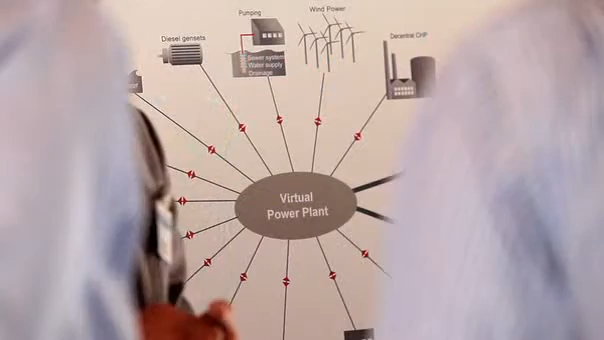 Diesel gensets
Pumping
Wind Power
Decentral CHP
Sewer system
Water supply
Drainage
Virtual
Power Plant